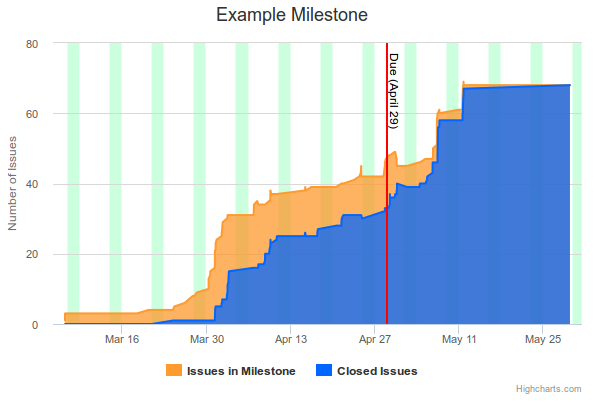 Example Milestone
Number of Issues
80
60
40
20
0
Due (April 29)
Mar 16
Mar 30
Apr 13
Apr 27
May 11
May 25
Issues in Milestone
Closed Issues
Highcharts.com